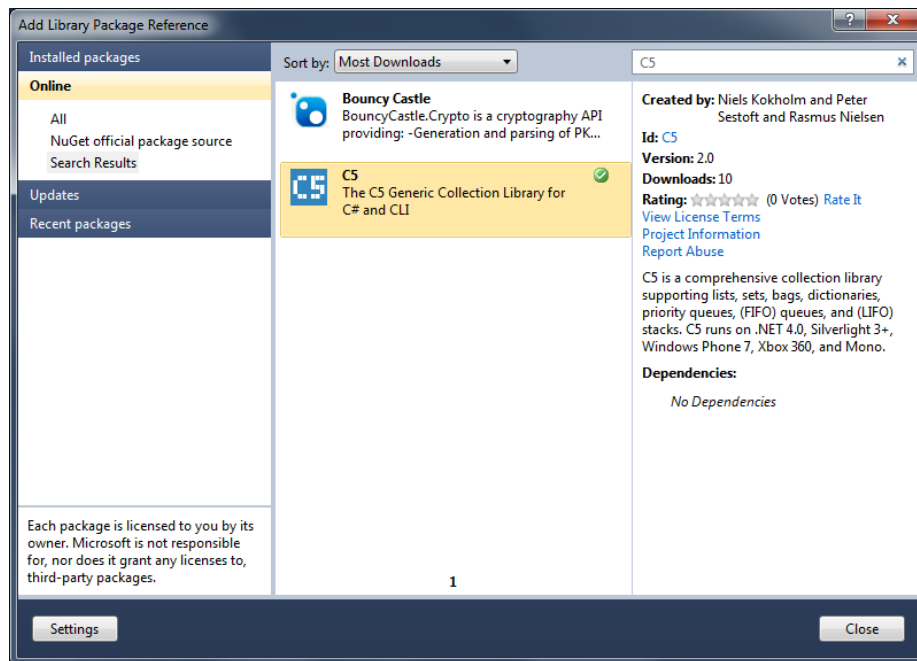 Add Library Package Reference
?
Installed packages
Online
All
NuGet official package source
Search Results
Updates
Recent packages
Each package is licensed to you by its
owner. Microsoft is not responsible
for, nor does it grant any licenses to,
third-party packages.
Settings
Sort by: Most Downloads
Bouncy Castle
BouncyCastle.Crypto is a cryptography API
providing: -Generation and parsing of PK...
C5
C5
The C5 Generic Collection Library for
C# and CLI
1
C5
Created by: Niels Kokholm and Peter
Sestoft and Rasmus Nielsen
Id: C5
Version: 2.0
Downloads: 10
Rating: (0 Votes) Rate It
View License Terms
Project Information
Report Abuse
C5 is a comprehensive collection library
supporting lists, sets, bags, dictionaries,
priority queues, (FIFO) queues, and (LIFO)
stacks. C5 runs on .NET 4.0, Silverlight 3+,
Windows Phone 7, Xbox 360, and Mono.
Dependencies:
No Dependencies
Close